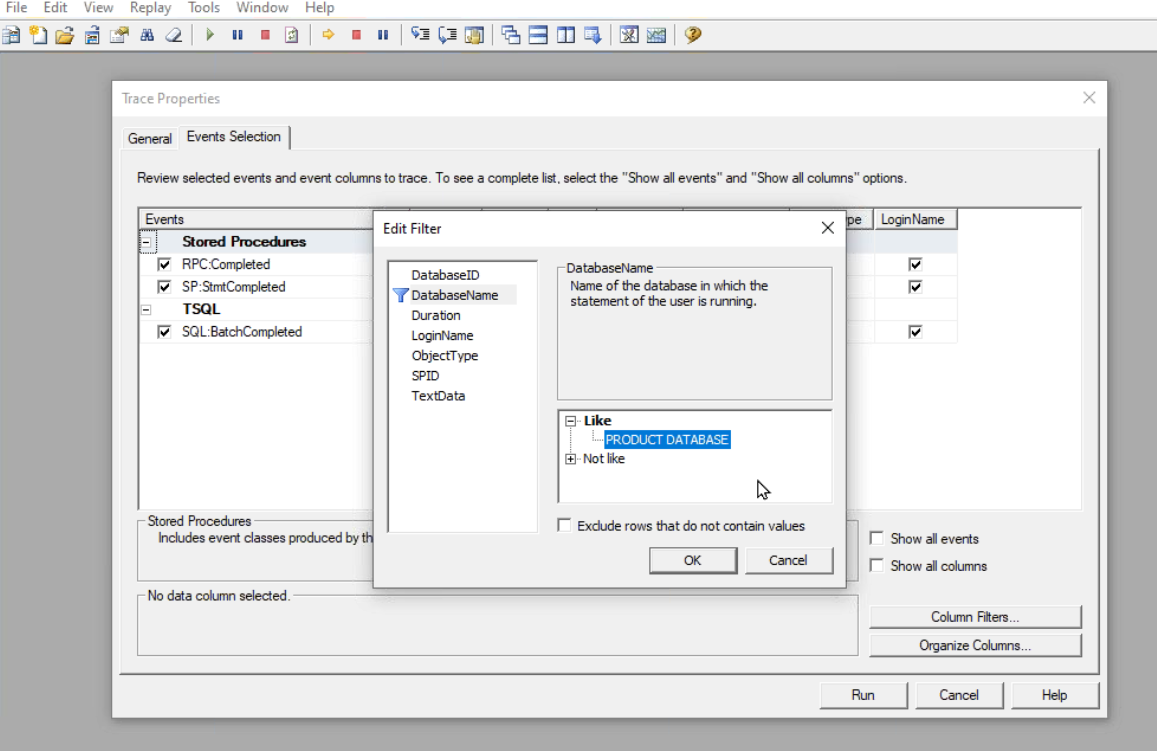 File Edit View Replay Tools Window Help
Trace Properties
General Events Selection
Review selected events and event columns to trace. To see a complete list, select the "Show all events" and "Show all columns" options.
Events LoginName
Edit Filter
Stored Procedures
RPC:Completed
SP:StmtCompleted
TSQL
SQL:BatchCompleted
DatabaseID
DatabaseName
Duration
LoginName
ObjectType
SPID
TextData
DatabaseName
Name of the database in which the
statement of the user is running.
Like
PRODUCT DATABASE
Not like
Exclude rows that do not contain values
OK Cancel
Stored Procedures
Includes event classes produced by th
Show all events
Show all columns
No data column selected.
Column Filters...
Organize Columns...
Run Cancel Help